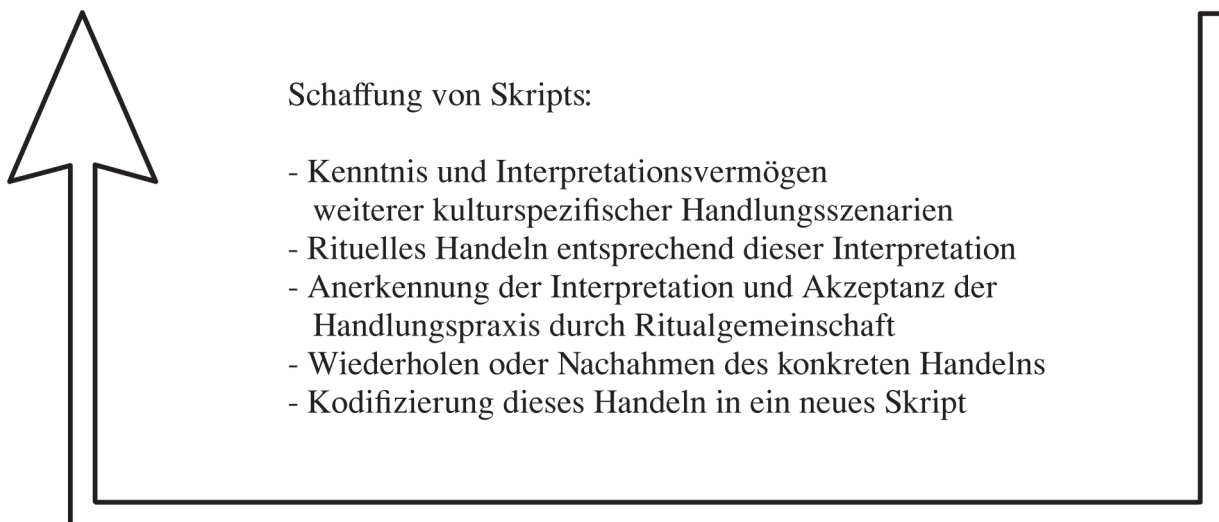 Schaffung von Skripts:
- Kenntnis und Interpretationsvermögen
weiterer kulturspezifischer Handlungsszenarien
- Rituelles Handeln entsprechend dieser Interpretation
- Anerkennung der Interpretation und Akzeptanz der
Handlungspraxis durch Ritualgemeinschaft
- Wiederholen oder Nachahmen des konkreten Handelns
- Kodifizierung dieses Handeln in ein neues Skript